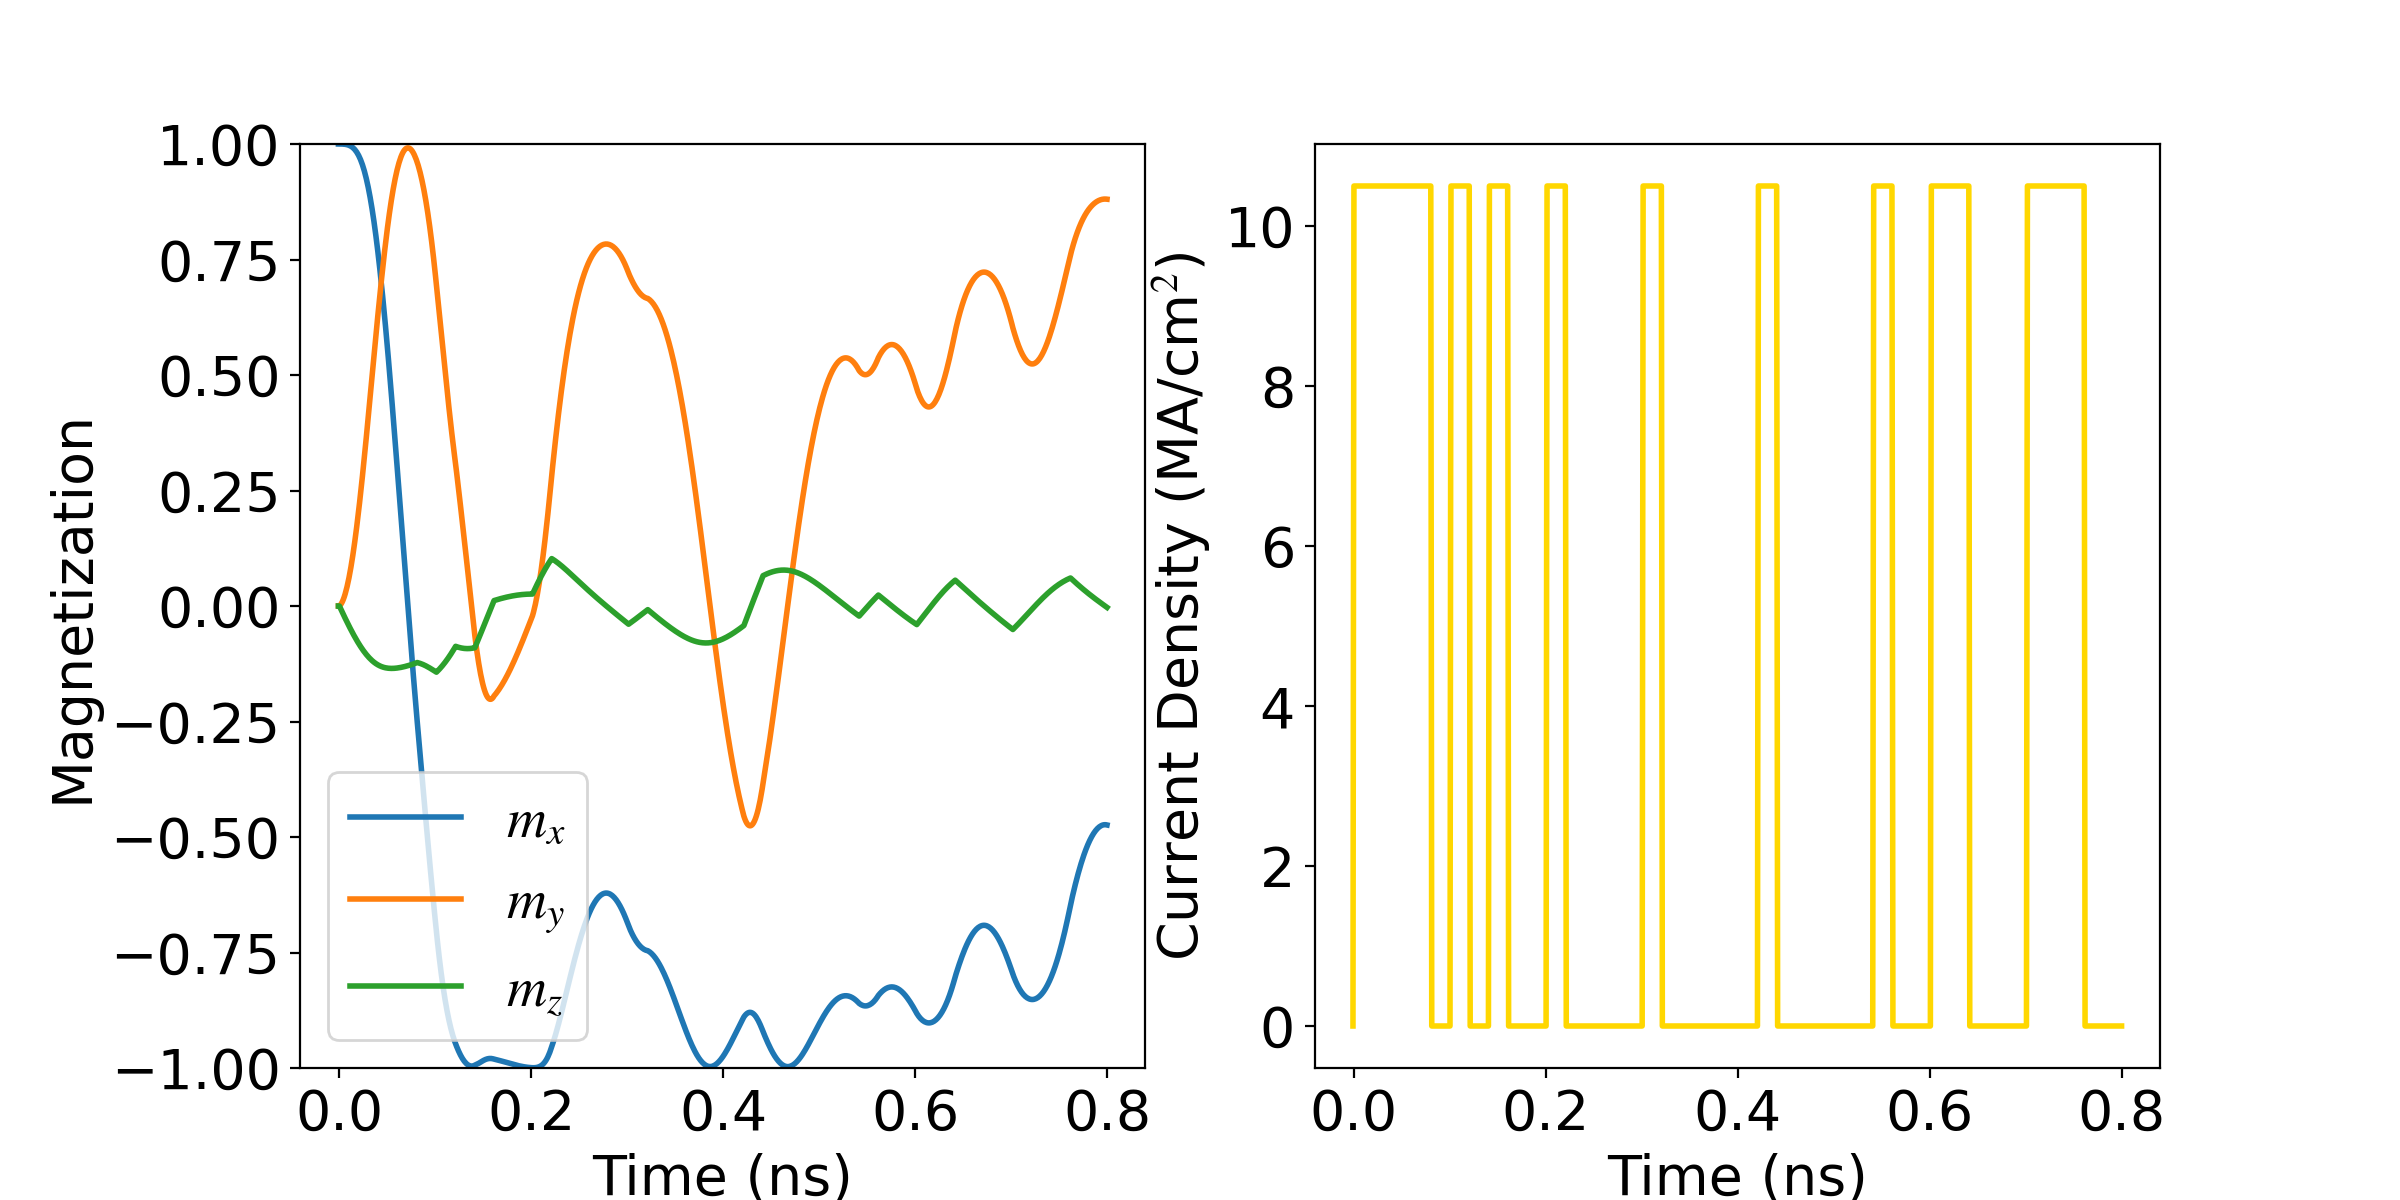 1.00
0.75
0.50
0.25
0.00
−0.25
−0.50
−0.75
−1.00
Magnetization
m_x
m_y
m_z
0.0 0.2 0.4 0.6 0.8
Time (ns)
Current Density (MA/cm²)
10
8
6
4
2
0
0.0 0.2 0.4 0.6 0.8
Time (ns)